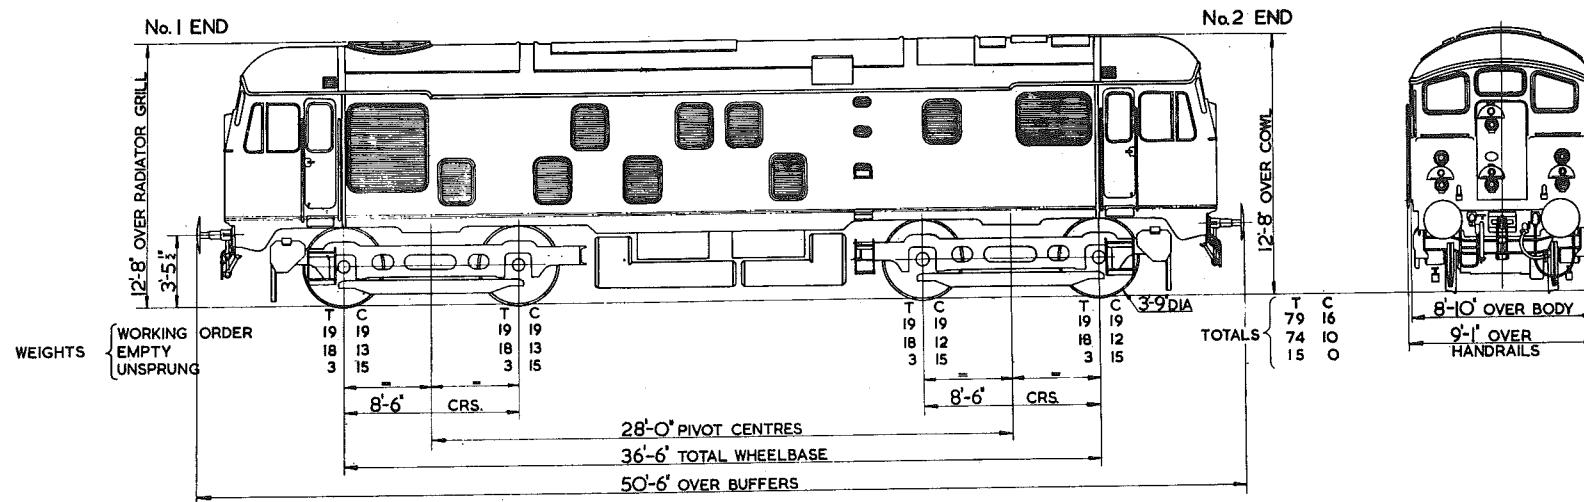 No. 1 END
No. 2 END
12'-8" OVER RADIATOR GRILL
3'-5½"
12'-8" OVER COWL
3'-9" DIA
8'-10" OVER BODY
9'-1" OVER
HANDRAILS
T C T C T C T C T C
WEIGHTS WORKING ORDER 19 19 19 19 19 19 19 19 TOTALS 79 16
EMPTY 18 13 18 13 18 12 18 12 74 10
UNSPRUNG 3 15 3 15 3 15 3 15 15 0
8'-6" CRS. 8'-6" CRS.
28'-0" PIVOT CENTRES
36'-6" TOTAL WHEELBASE
50'-6" OVER BUFFERS